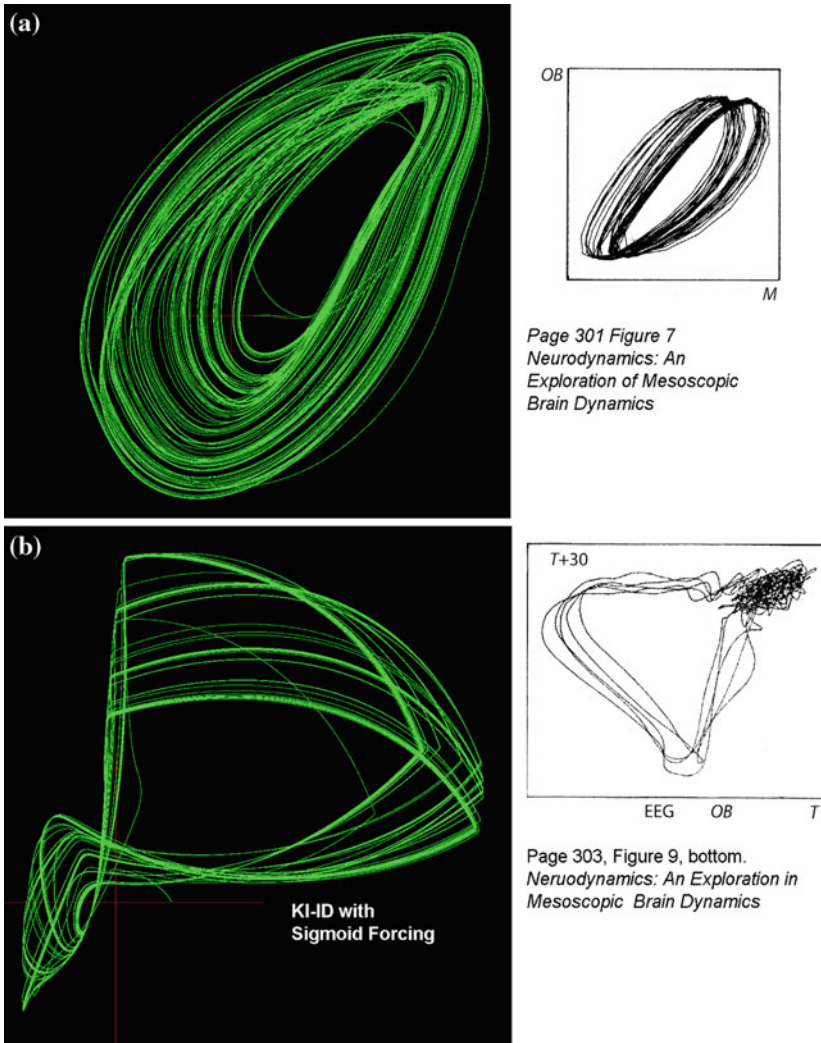 (a)
OB
M
Page 301 Figure 7
Neurodynamics: An
Exploration of Mesoscopic
Brain Dynamics
(b)
KI-ID with
Sigmoid Forcing
T+30
EEG OB T
Page 303, Figure 9, bottom.
Neruodynamics: An Exploration in
Mesoscopic Brain Dynamics